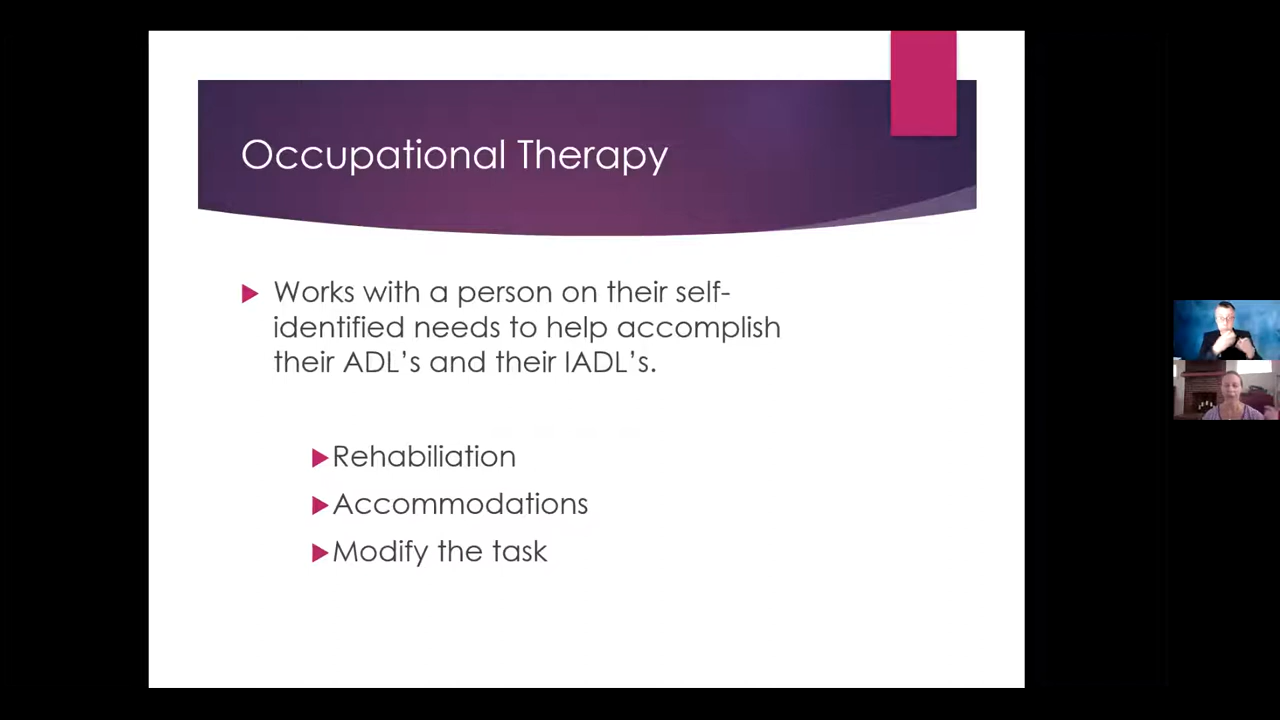 Occupational Therapy
Works with a person on their self-
identified needs to help accomplish
their ADL’s and their IADL’s.
Rehabiliation
Accommodations
Modify the task